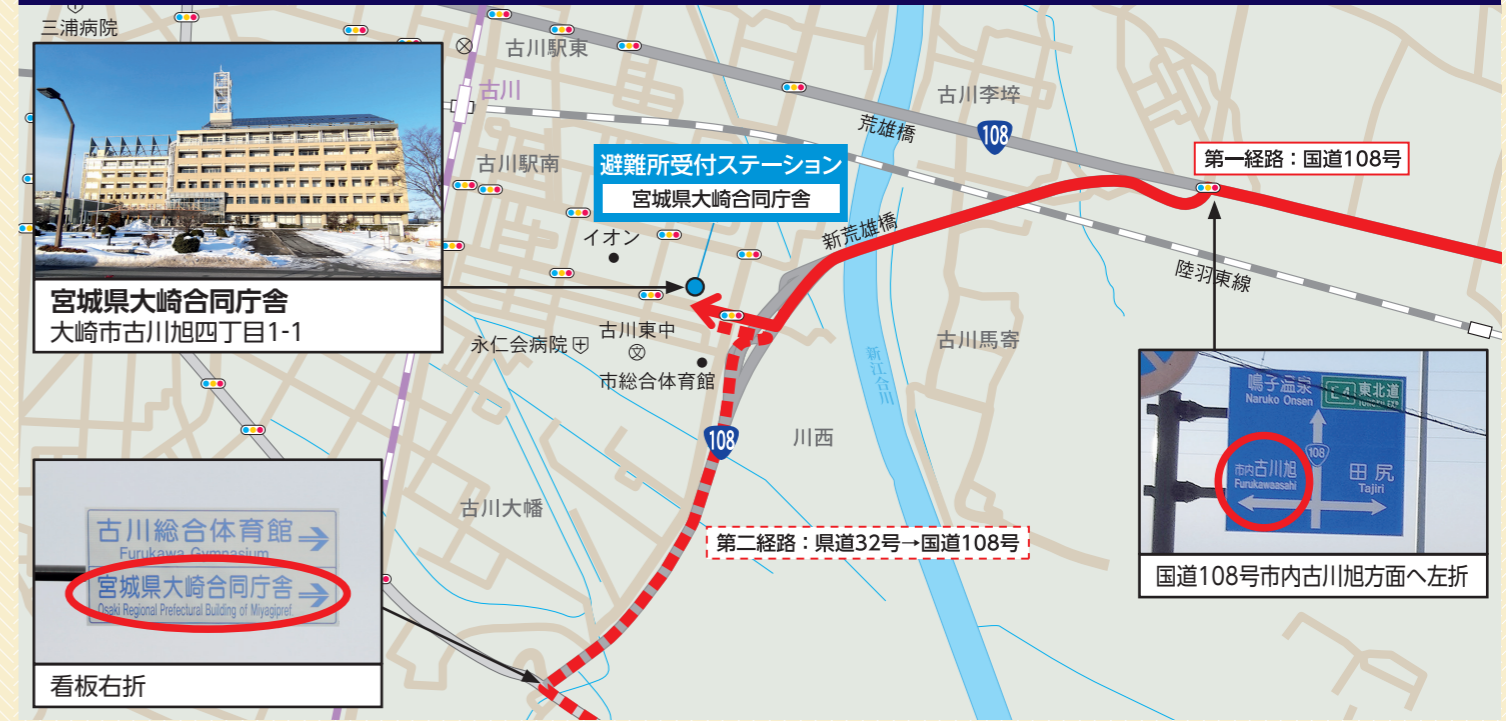 三浦病院
古川駅東
古川
古川李埣
荒雄橋
108
第一経路：国道108号
古川駅南
避難所受付ステーション
宮城県大崎合同庁舎
イオン
新荒雄橋
陸羽東線
宮城県大崎合同庁舎
大崎市古川旭四丁目1-1
永仁会病院
古川東中
文
市総合体育館
古川馬寄
新江合川
108
川西
古川大幡
第二経路：県道32号→国道108号
鳴子温泉
Naruko Onsen
E4 東北道
TOHOKU EXP
108
市内古川旭
Furukawaasahi
田尻
Tajiri
国道108号市内古川旭方面へ左折
古川総合体育館
Furukawa Gymnasium
宮城県大崎合同庁舎
Osaki Regional Prefectural Building of Miyagipref.
看板右折